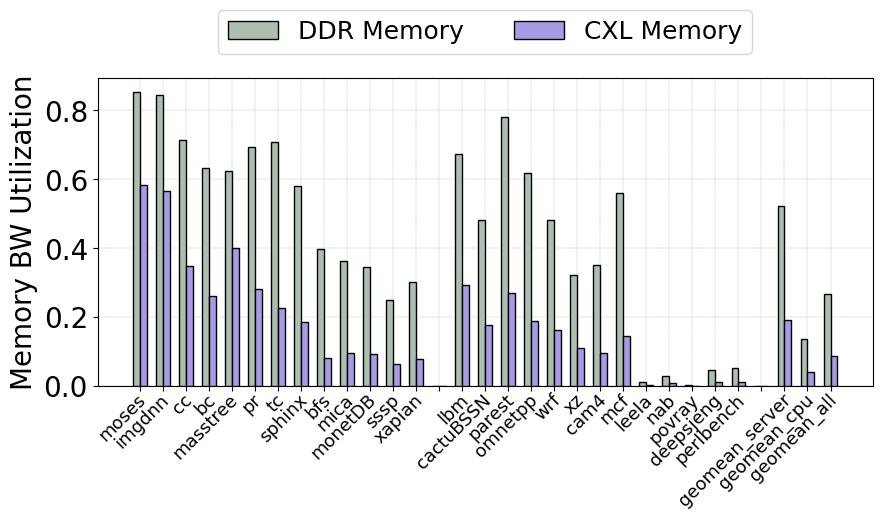 DDR Memory CXL Memory
Memory BW Utilization
0.8
0.6
0.4
0.2
0.0
moses
imgdnn
cc
bc
masstree
pr
tc
sphinx
bfs
mica
monetDB
sssp
xapian
lbm
cactuBSSN
parest
omnetpp
wrf
xz
cam4
mcf
leela
nab
povray
deepsjeng
perlbench
geomean_server
geomean_cpu
geomean_all